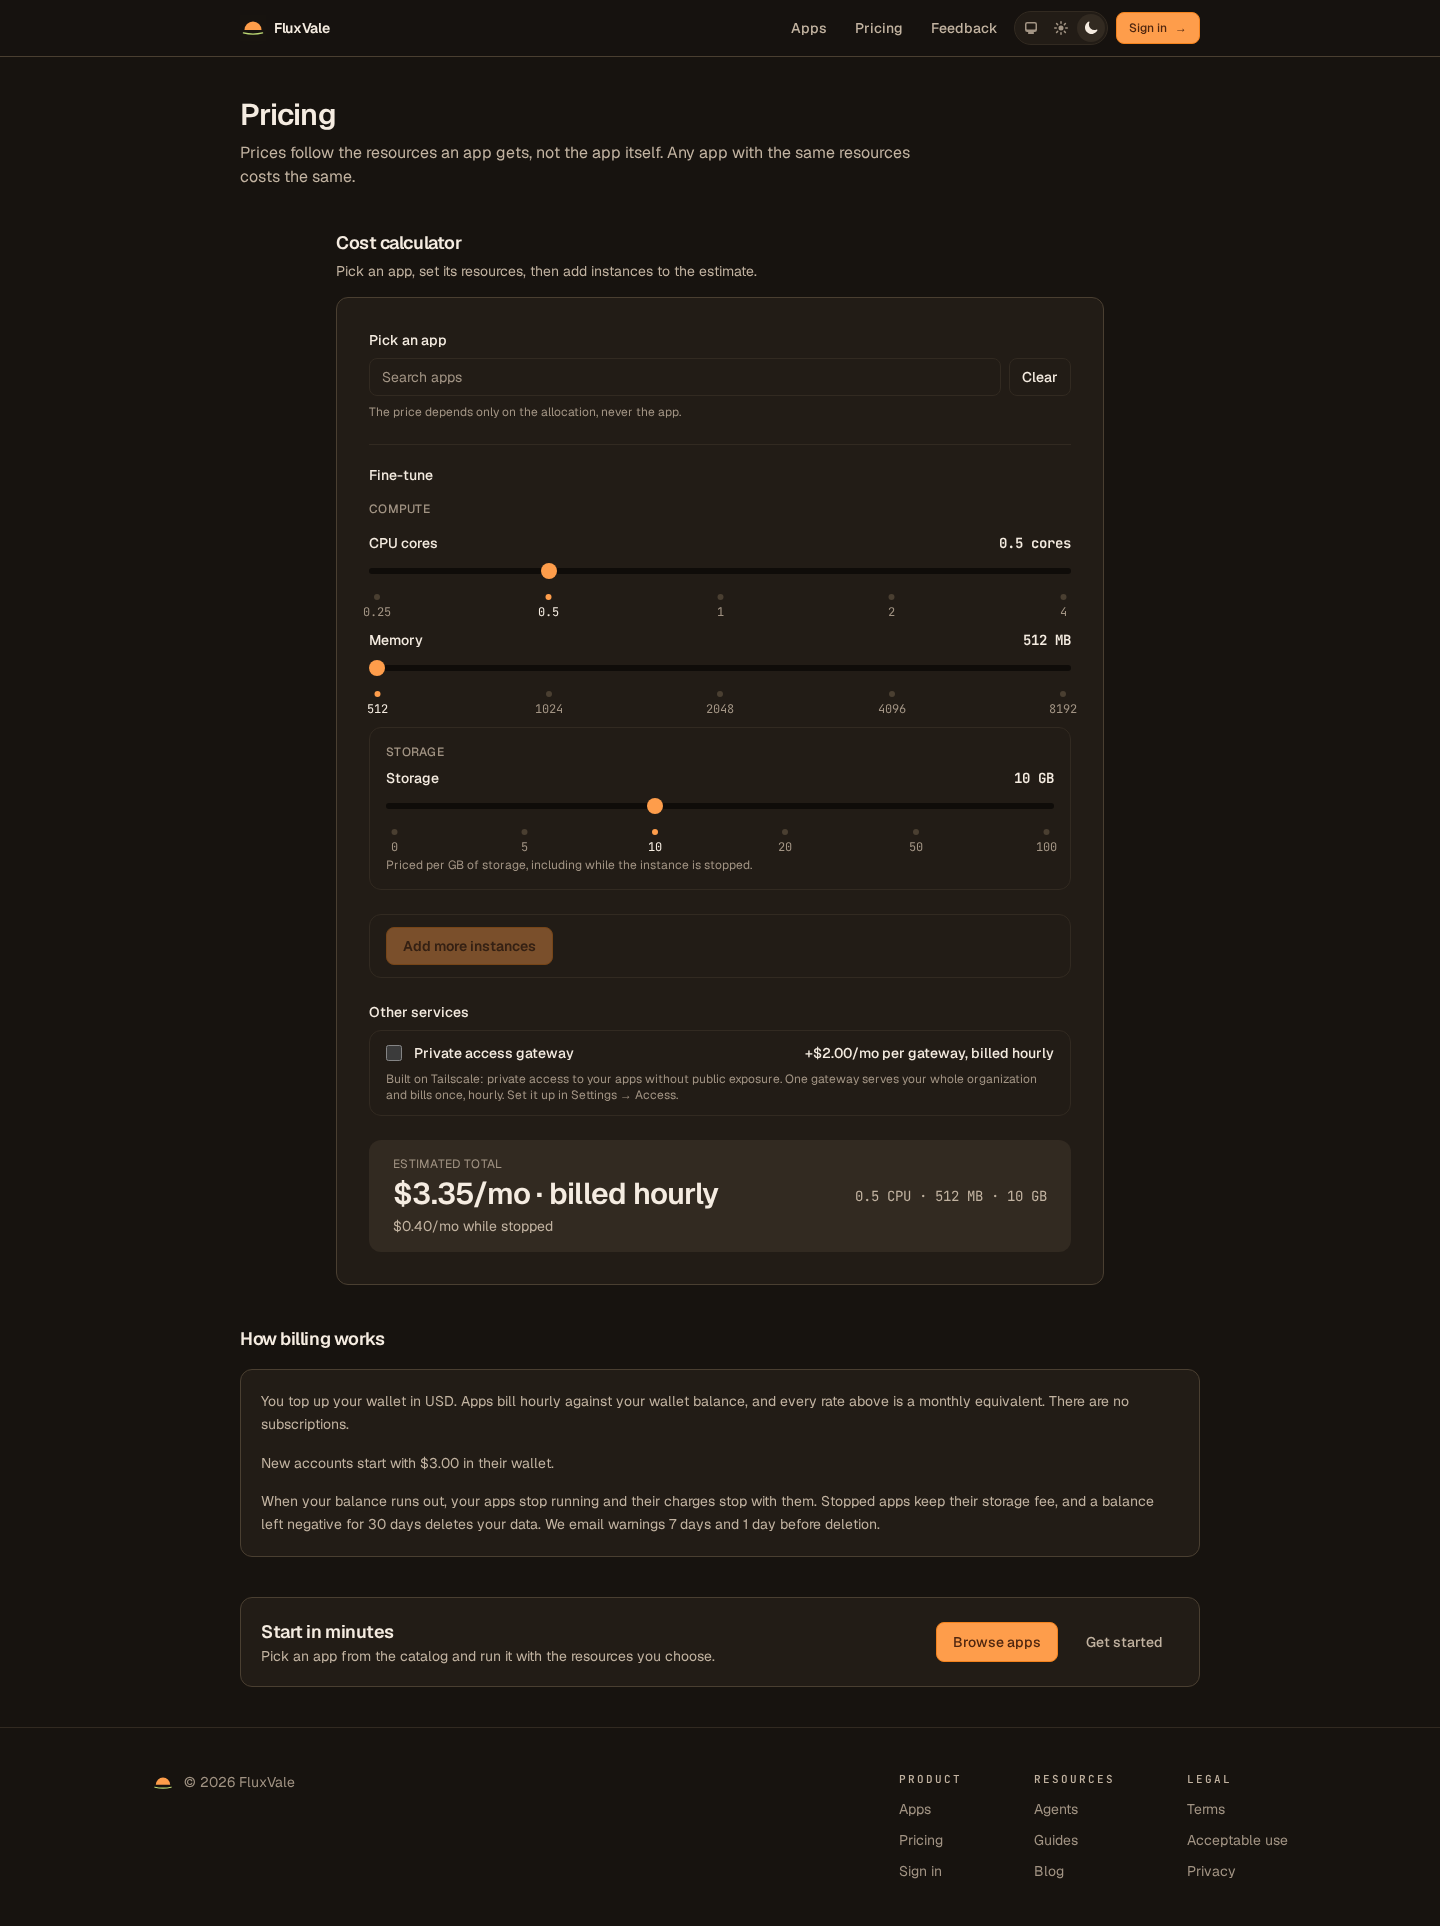 FluxVale
Apps
Pricing
Feedback
Sign in →
Pricing
Prices follow the resources an app gets, not the app itself. Any app with the same resources
costs the same.
Cost calculator
Pick an app, set its resources, then add instances to the estimate.
Pick an app
Search apps
Clear
The price depends only on the allocation, never the app.
Fine-tune
COMPUTE
CPU cores 0.5 cores
0.25 0.5 1 2 4
Memory 512 MB
512 1024 2048 4096 8192
STORAGE
Storage 10 GB
0 5 10 20 50 100
Priced per GB of storage, including while the instance is stopped.
Add more instances
Other services
Private access gateway +$2.00/mo per gateway, billed hourly
Built on Tailscale: private access to your apps without public exposure. One gateway serves your whole organization
and bills once, hourly. Set it up in Settings → Access.
ESTIMATED TOTAL
$3.35/mo · billed hourly
0.5 CPU · 512 MB · 10 GB
$0.40/mo while stopped
How billing works
You top up your wallet in USD. Apps bill hourly against your wallet balance, and every rate above is a monthly equivalent. There are no
subscriptions.
New accounts start with $3.00 in their wallet.
When your balance runs out, your apps stop running and their charges stop with them. Stopped apps keep their storage fee, and a balance
left negative for 30 days deletes your data. We email warnings 7 days and 1 day before deletion.
Start in minutes
Pick an app from the catalog and run it with the resources you choose.
Browse apps
Get started
© 2026 FluxVale
PRODUCT
Apps
Pricing
Sign in
RESOURCES
Agents
Guides
Blog
LEGAL
Terms
Acceptable use
Privacy